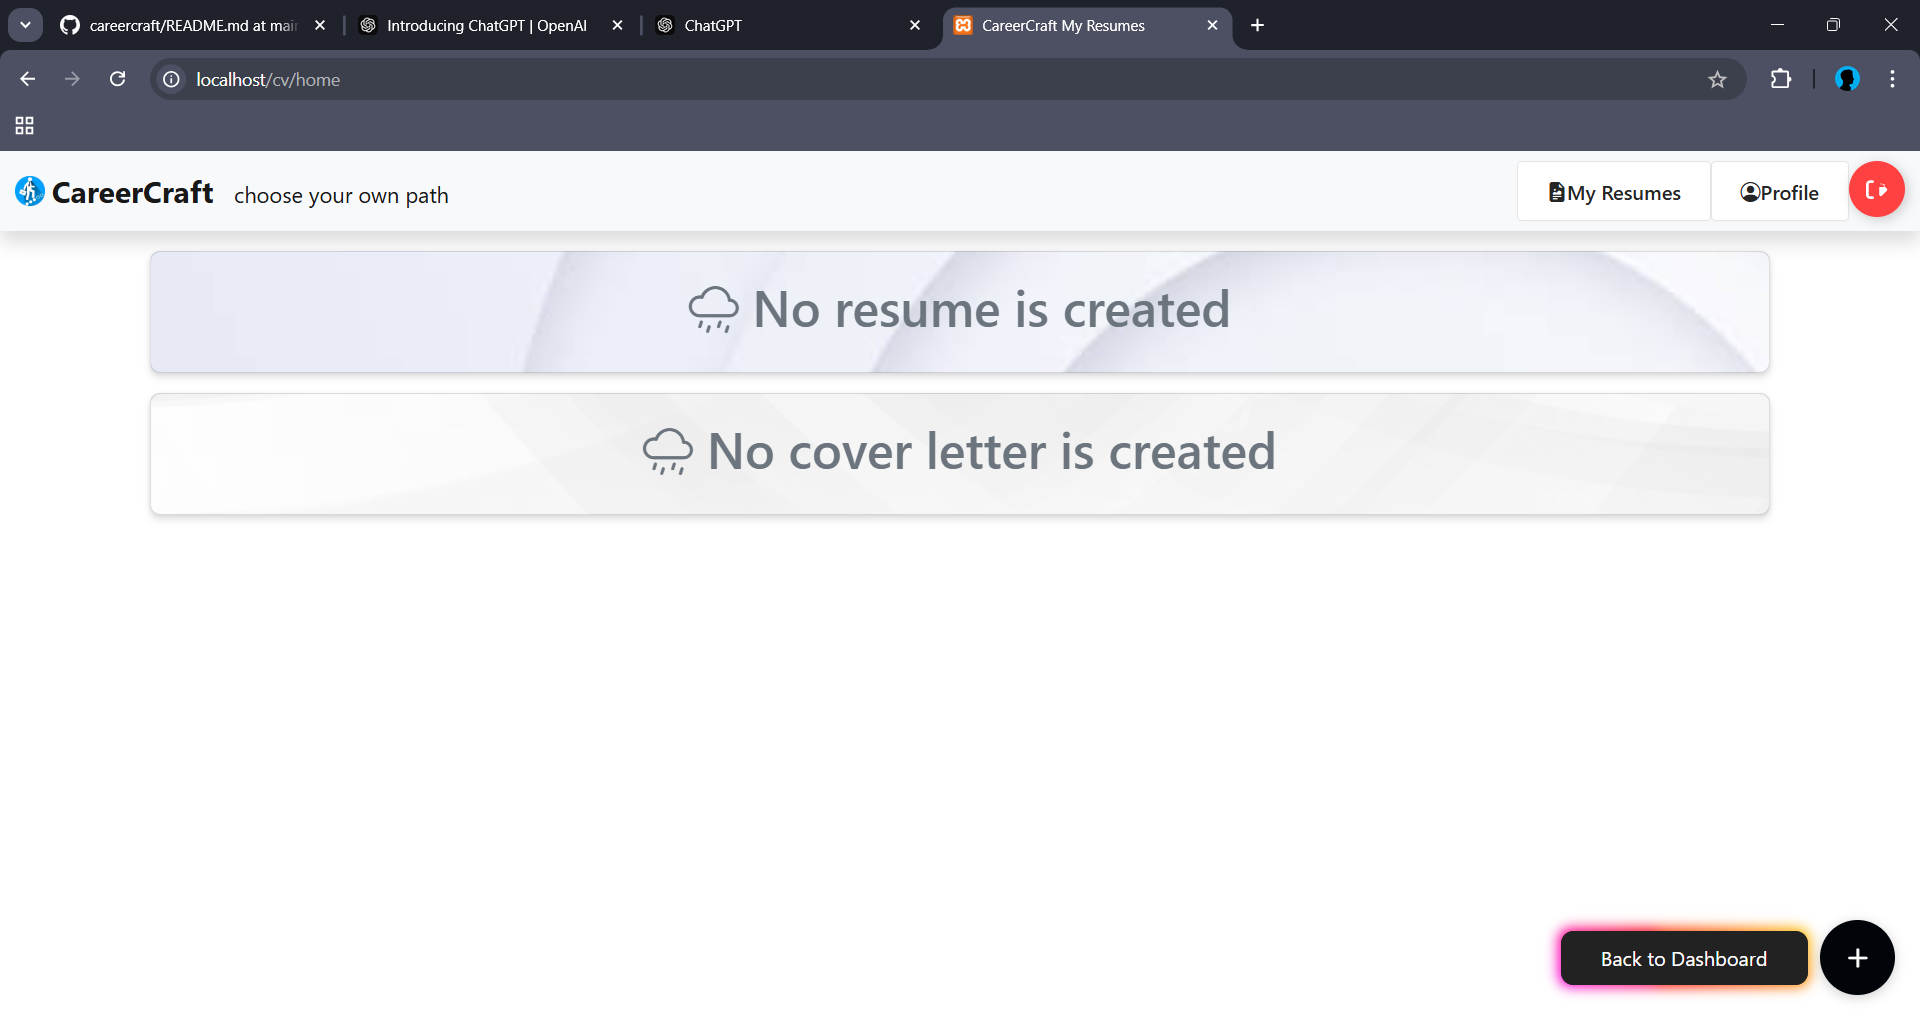 careercraft/README.md at main
Introducing ChatGPT | OpenAI
ChatGPT
CareerCraft My Resumes
localhost/cv/home
CareerCraft
choose your own path
My Resumes
Profile
No resume is created
No cover letter is created
Back to Dashboard